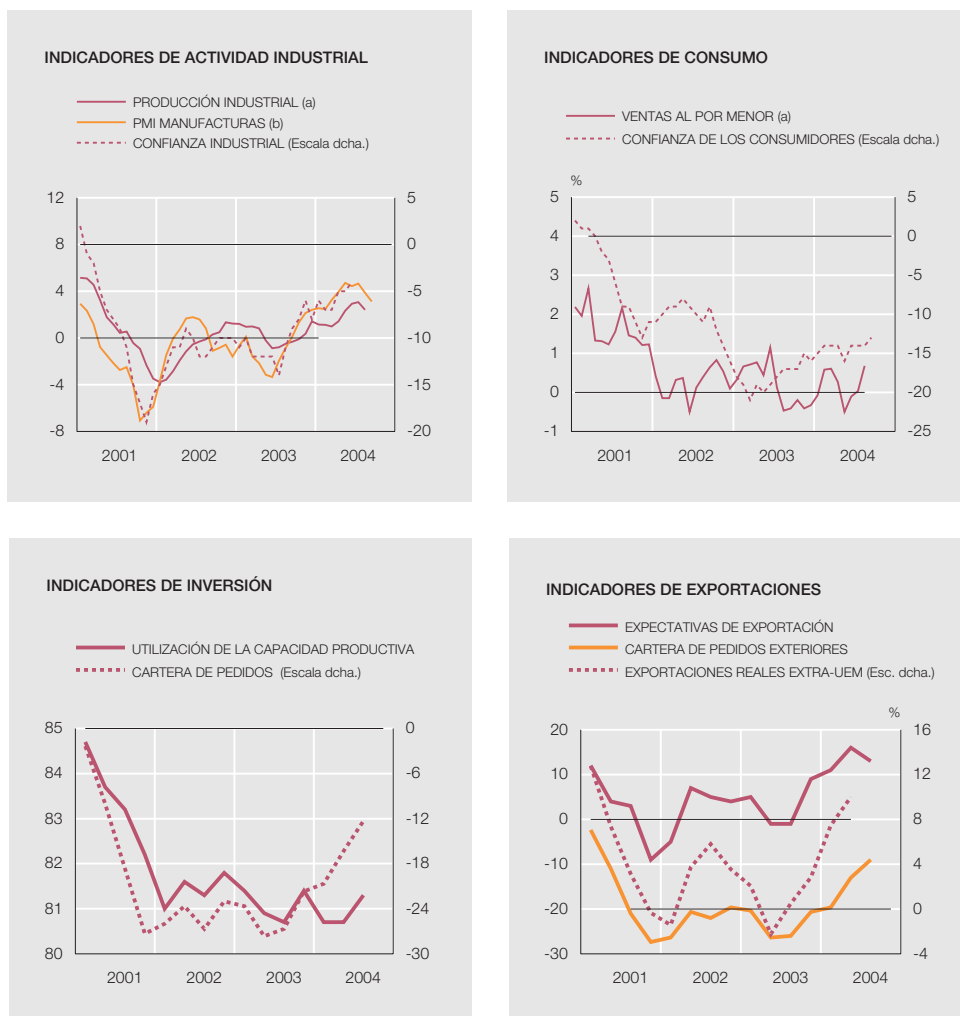 INDICADORES DE ACTIVIDAD INDUSTRIAL
PRODUCCIÓN INDUSTRIAL (a)
PMI MANUFACTURAS (b)
CONFIANZA INDUSTRIAL (Escala dcha.)
12 5
8 0
4 -5
0 -10
-4 -15
-8 -20
2001 2002 2003 2004
INDICADORES DE CONSUMO
VENTAS AL POR MENOR (a)
CONFIANZA DE LOS CONSUMIDORES (Escala dcha.)
%
5 5
4 0
3 -5
2 -10
1 -15
0 -20
-1 -25
2001 2002 2003 2004
INDICADORES DE INVERSIÓN
UTILIZACIÓN DE LA CAPACIDAD PRODUCTIVA
CARTERA DE PEDIDOS (Escala dcha.)
85 0
84 -6
83 -12
82 -18
81 -24
80 -30
2001 2002 2003 2004
INDICADORES DE EXPORTACIONES
EXPECTATIVAS DE EXPORTACIÓN
CARTERA DE PEDIDOS EXTERIORES
EXPORTACIONES REALES EXTRA-UEM (Esc. dcha.)
%
20 16
10 12
0 8
-10 4
-20 0
-30 -4
2001 2002 2003 2004